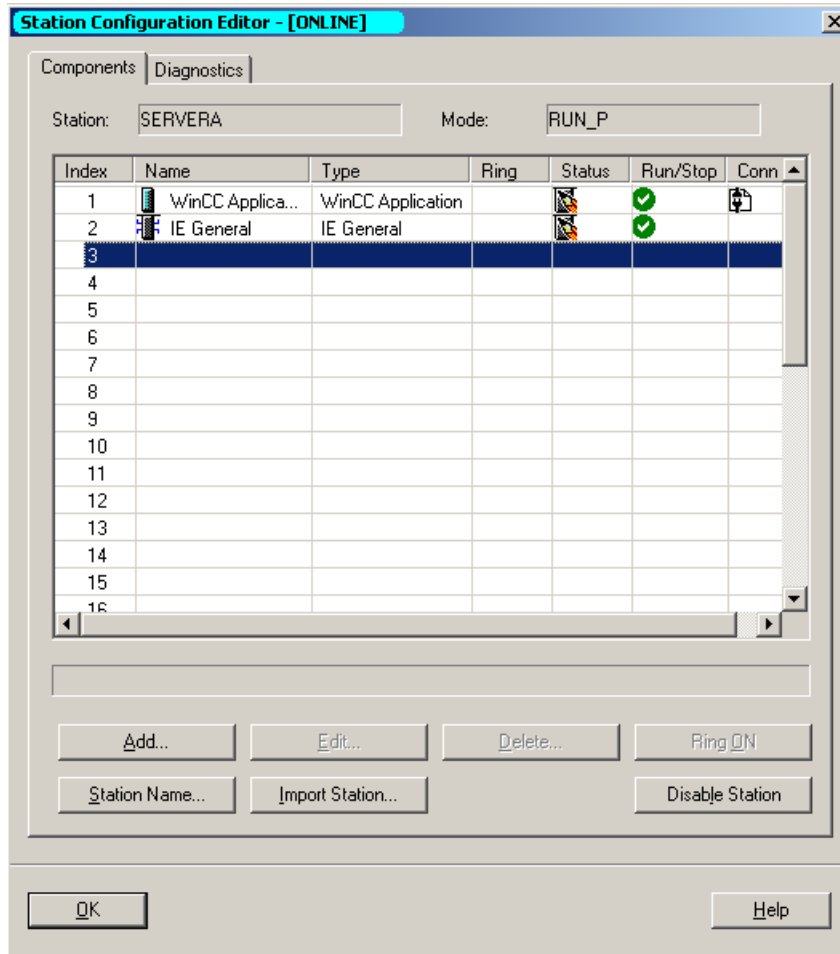 Station Configuration Editor - [ONLINE]
Components Diagnostics
Station: SERVERA Mode: RUN_P
Index Name Type Ring Status Run/Stop Conn
1 WinCC Applica... WinCC Application
2 IE General IE General
3
4
5
6
7
8
9
10
11
12
13
14
15
16
Add... Edit... Delete... Ring ON
Station Name... Import Station... Disable Station
OK Help